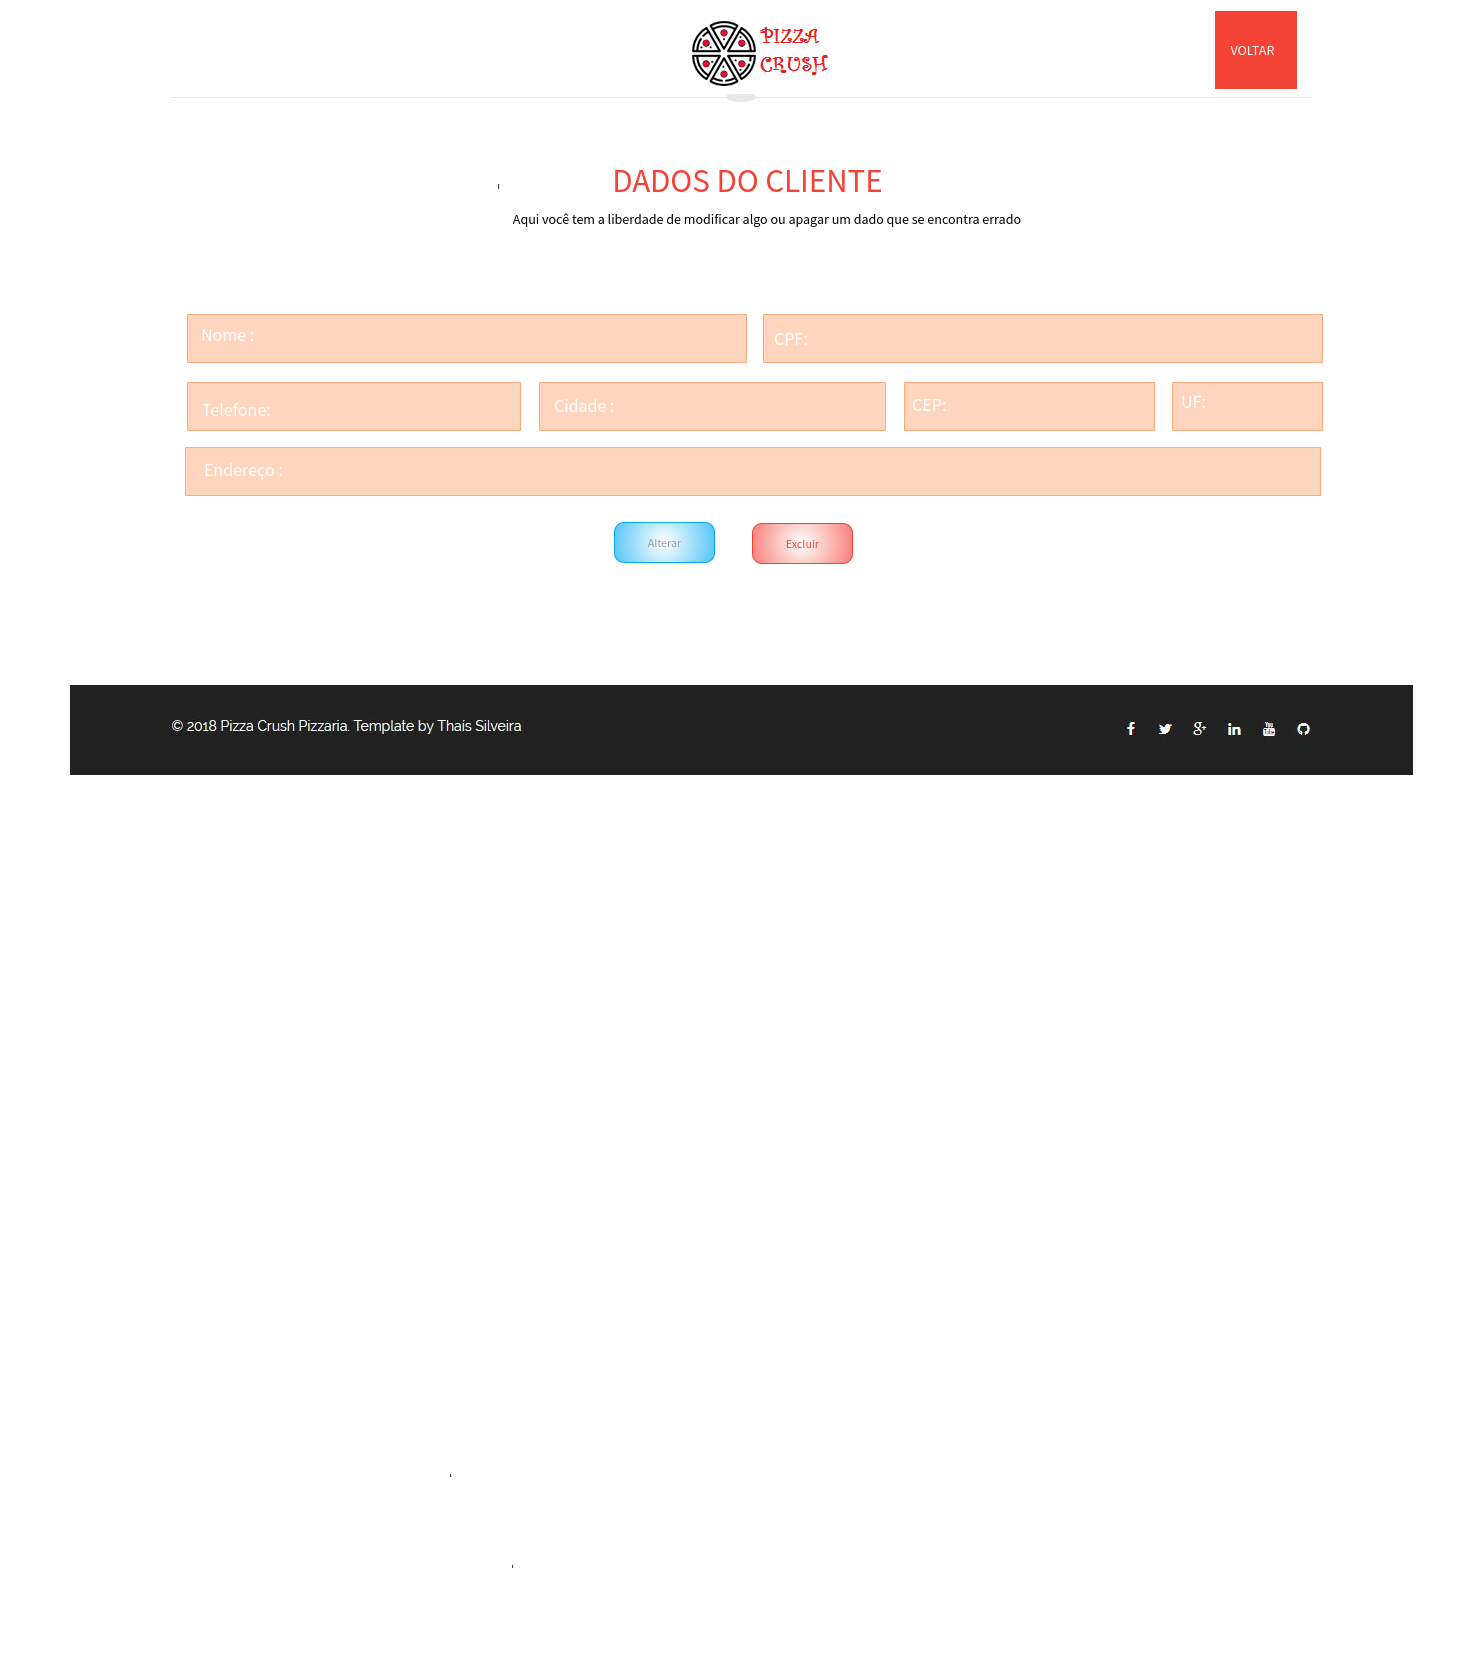 PIZZA
CRUSH
VOLTAR
DADOS DO CLIENTE
Aqui você tem a liberdade de modificar algo ou apagar um dado que se encontra errado
Nome :
CPF:
Telefone:
Cidade :
CEP:
UF:
Endereço :
Alterar
Excluir
© 2018 Pizza Crush Pizzaria. Template by Thaís Silveira